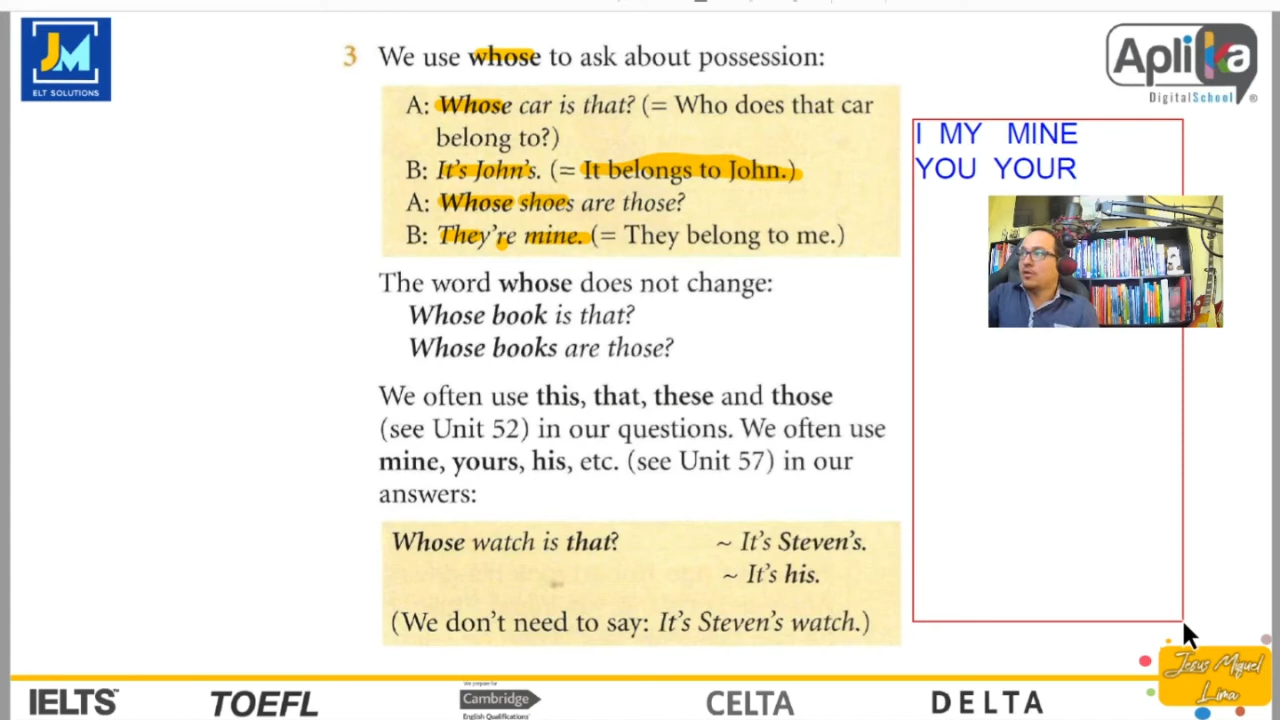 JM
ELT SOLUTIONS
3 We use whose to ask about possession:
A: Whose car is that? (= Who does that car
belong to?)
B: It's John's. (= It belongs to John.)
A: Whose shoes are those?
B: They're mine. (= They belong to me.)
The word whose does not change:
Whose book is that?
Whose books are those?
We often use this, that, these and those
(see Unit 52) in our questions. We often use
mine, yours, his, etc. (see Unit 57) in our
answers:
Whose watch is that? ~ It's Steven's.
~ It's his.
(We don't need to say: It's Steven's watch.)
Aplika
DigitalSchool ®
I MY MINE
YOU YOUR
Jesus Miguel
Lima
IELTS™
TOEFL
We prepare for
Cambridge
English Qualifications
CELTA
DELTA